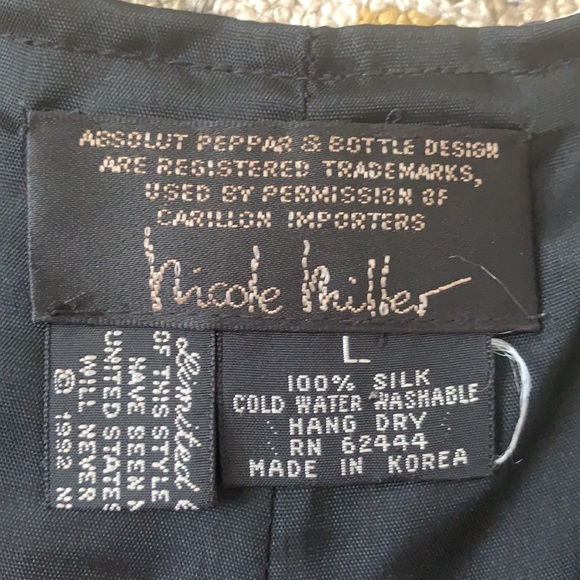 ABSOLUT PEPPAR & BOTTLE DESIGN
ARE REGISTERED TRADEMARKS,
USED BY PERMISSION OF
CARILLON IMPORTERS
Nicole Miller
L
100% SILK
COLD WATER WASHABLE
HANG DRY
RN 62444
MADE IN KOREA
Limited
OF THIS STYLE
HAVE BEEN
UNITED STATES
WILL NEVER
© 1992